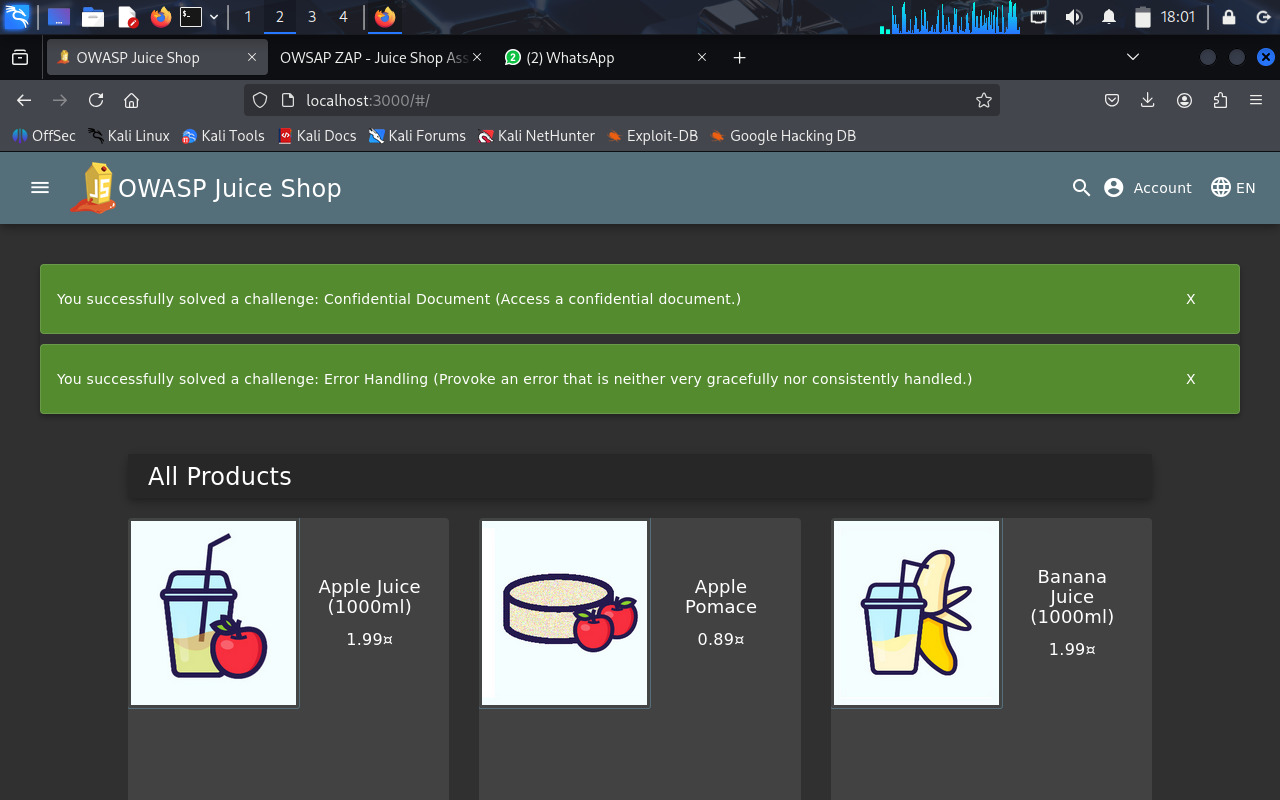 1 2 3 4 18:01
OWASP Juice Shop
OWSAP ZAP - Juice Shop Ass
(2) WhatsApp
localhost:3000/#/
OffSec Kali Linux Kali Tools Kali Docs Kali Forums Kali NetHunter Exploit-DB Google Hacking DB
OWASP Juice Shop
Account EN
You successfully solved a challenge: Confidential Document (Access a confidential document.) X
You successfully solved a challenge: Error Handling (Provoke an error that is neither very gracefully nor consistently handled.) X
All Products
Apple Juice
(1000ml)
1.99¤
Apple
Pomace
0.89¤
Banana
Juice
(1000ml)
1.99¤